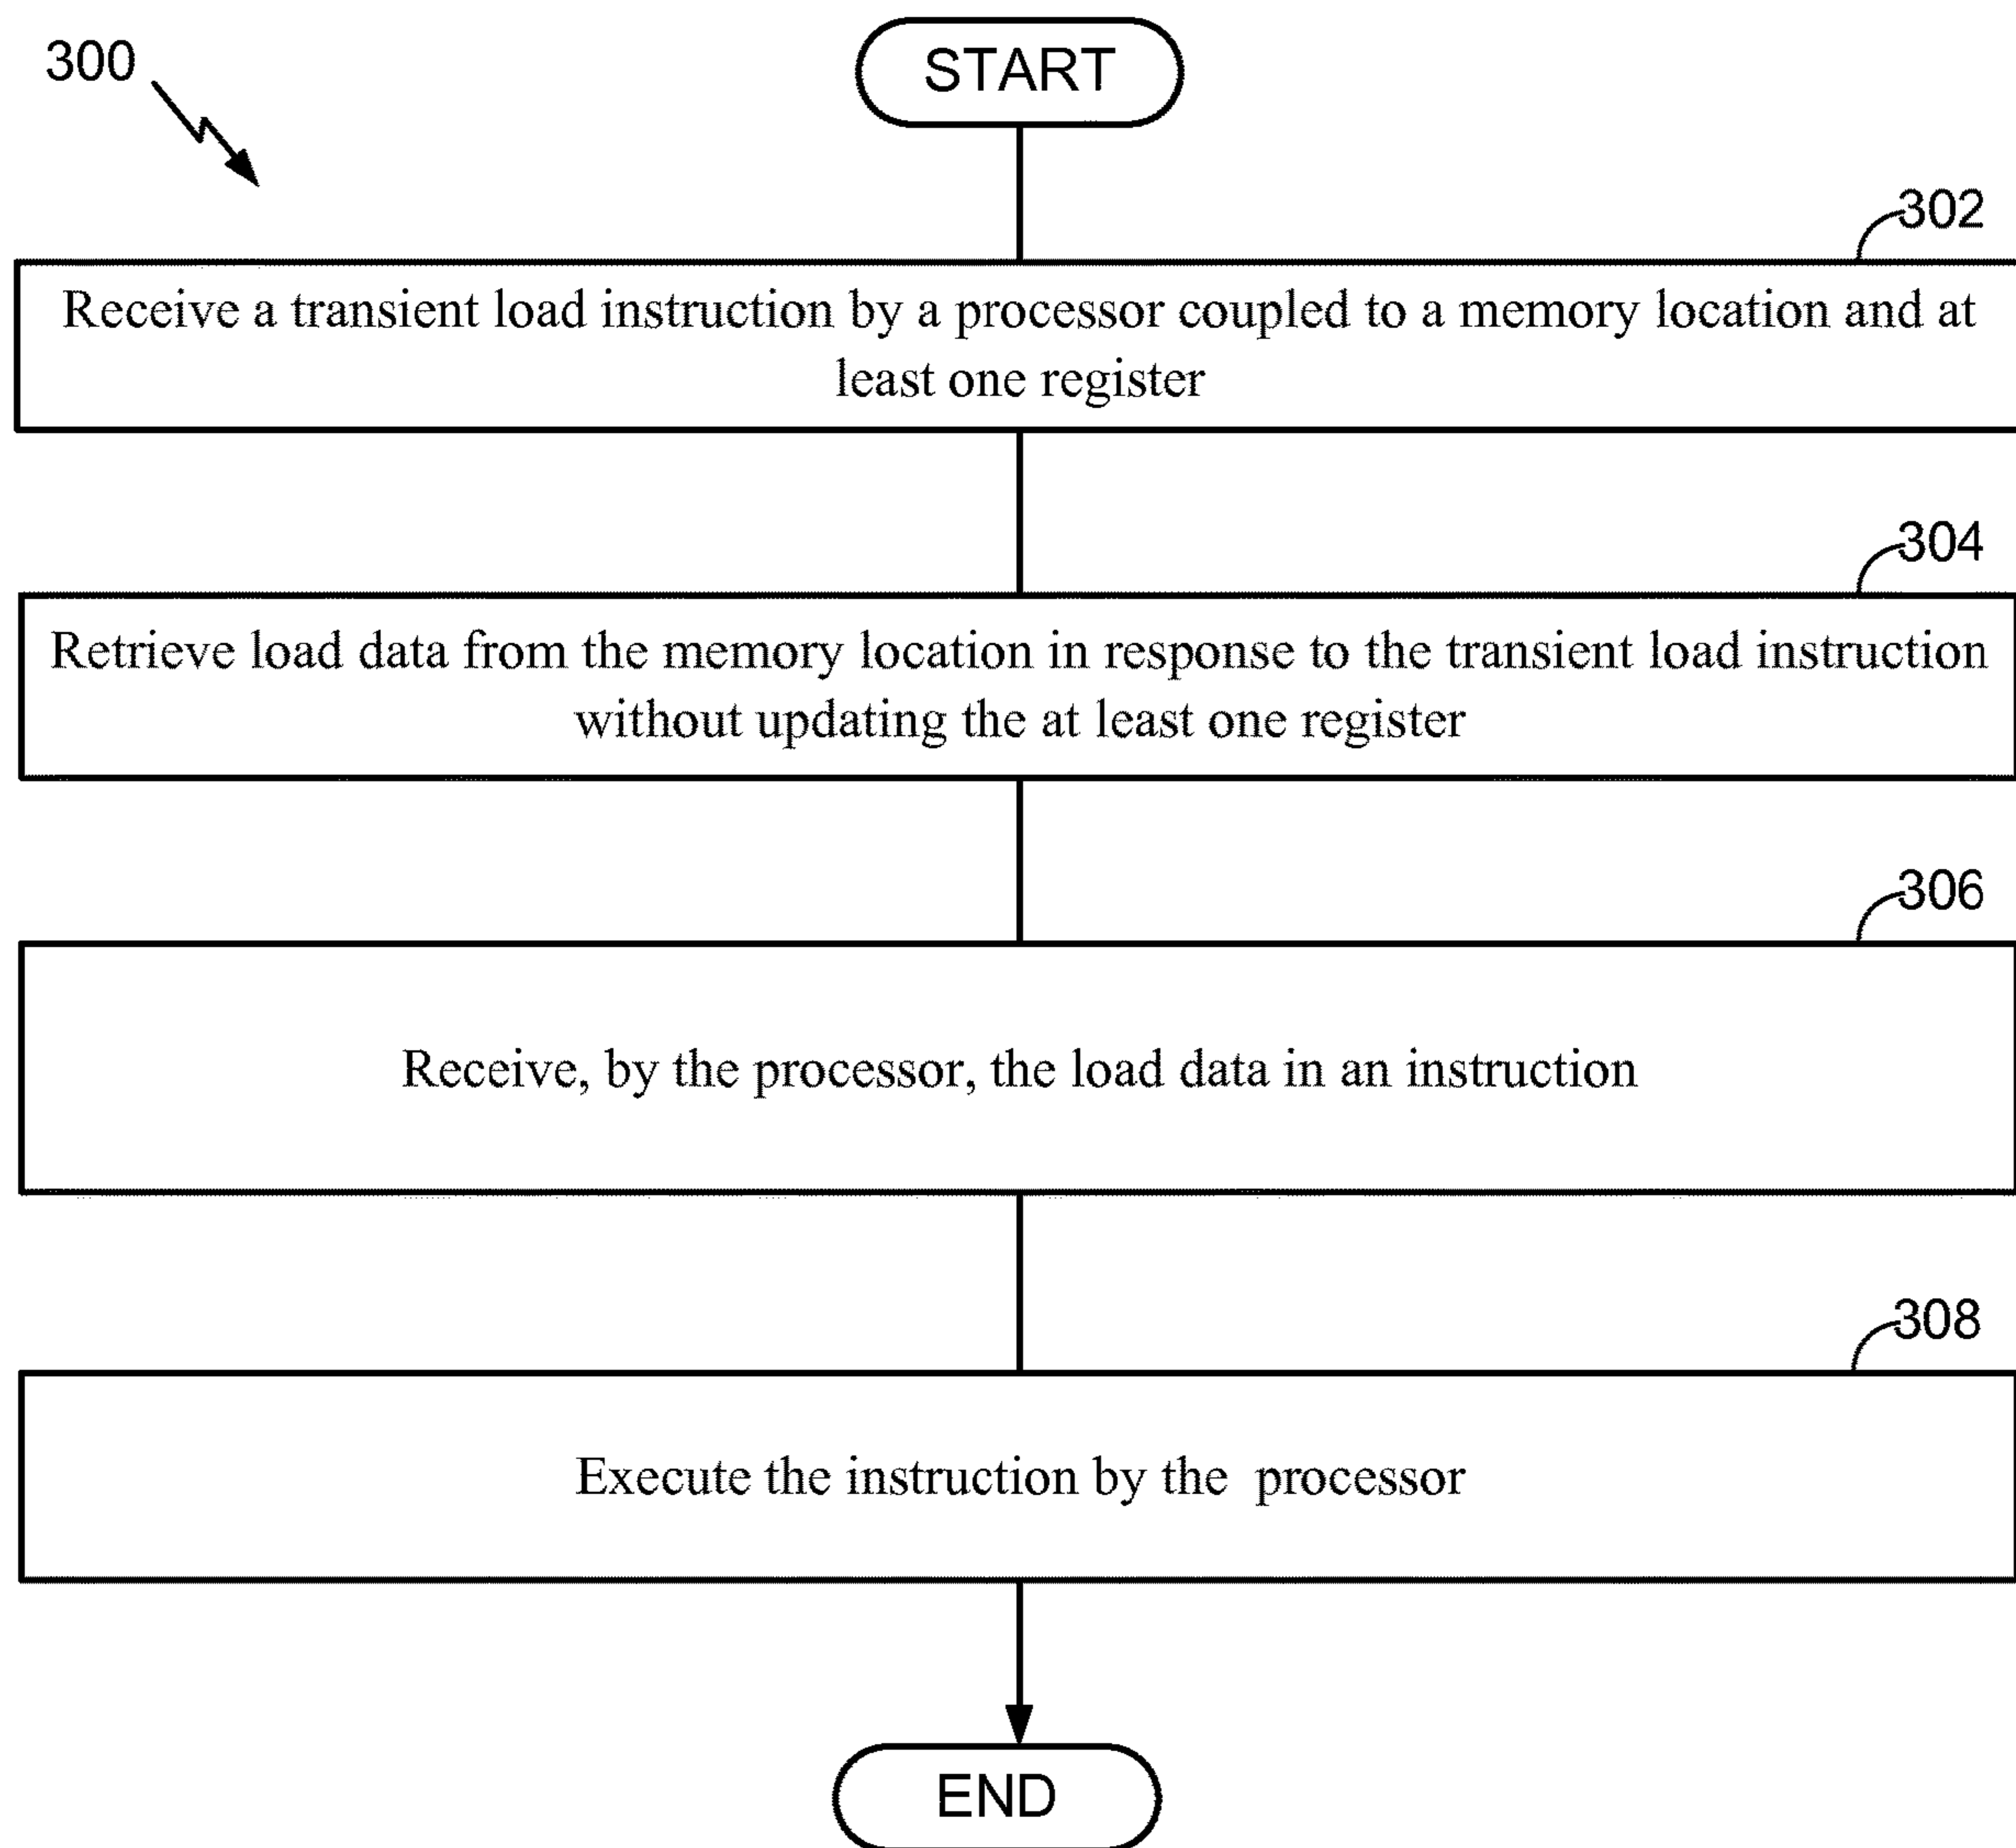 300
START
302
Receive a transient load instruction by a processor coupled to a memory location and at
least one register
304
Retrieve load data from the memory location in response to the transient load instruction
without updating the at least one register
306
Receive, by the processor, the load data in an instruction
308
Execute the instruction by the processor
END